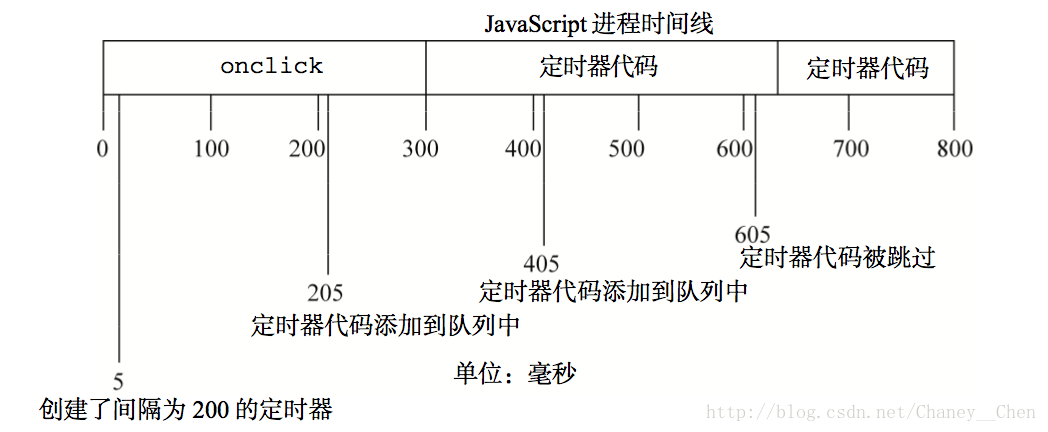 JavaScript 进程时间线
onclick
定时器代码
定时器代码
0
100
200
300
400
500
600
700
800
605
定时器代码被跳过
405
定时器代码添加到队列中
205
定时器代码添加到队列中
单位：毫秒
5
创建了间隔为 200 的定时器
http://blog.csdn.net/Chaney__Chen